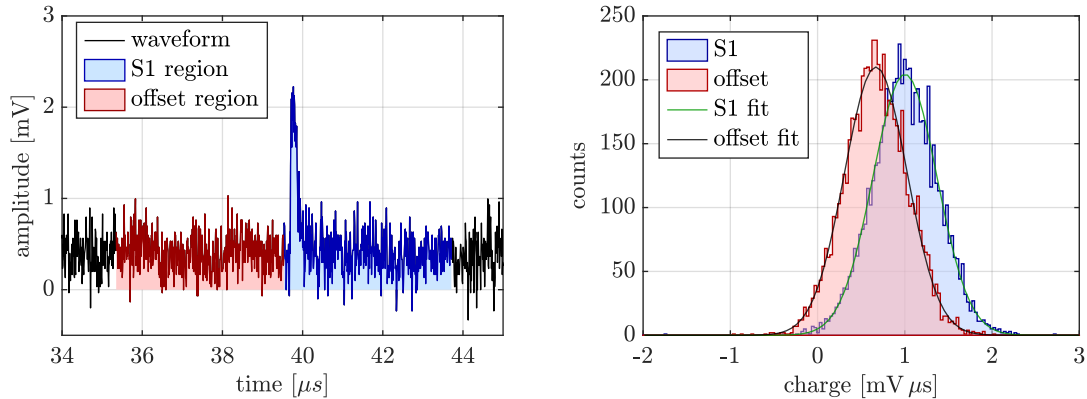 3
2
1
0
amplitude [mV]
waveform
S1 region
offset region
34
36
38
40
42
44
time [μs]
250
200
150
100
50
0
counts
S1
offset
S1 fit
offset fit
-2
-1
0
1
2
3
charge [mV μs]